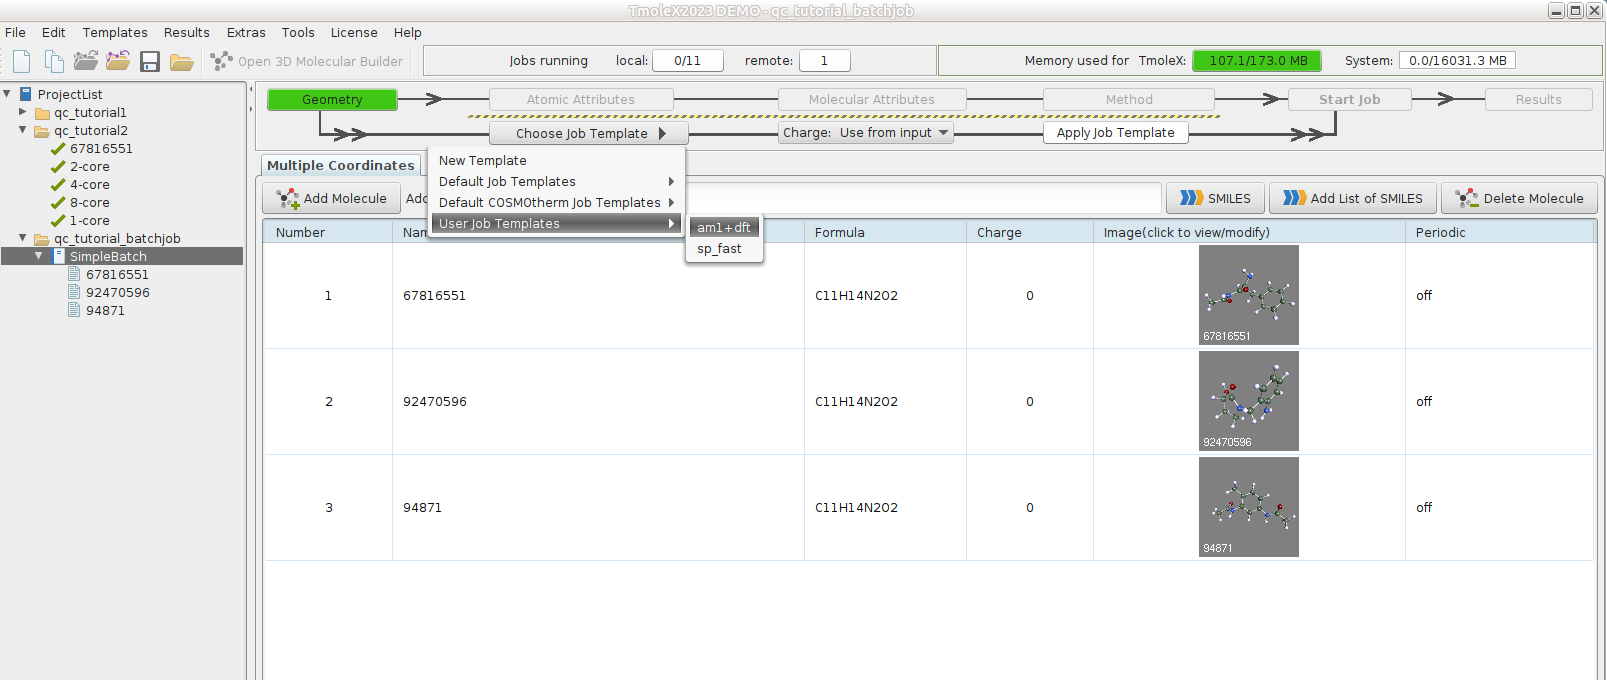 TmoleX2023 DEMO - qc_tutorial_batchjob
File Edit Templates Results Extras Tools License Help
Open 3D Molecular Builder Jobs running local: 0/11 remote: 1 Memory used for TmoleX: 107.1/173.0 MB System: 0.0/16031.3 MB
ProjectList
qc_tutorial1
qc_tutorial2
67816551
2-core
4-core
8-core
1-core
qc_tutorial_batchjob
SimpleBatch
67816551
92470596
94871
Geometry Atomic Attributes Molecular Attributes Method Start Job Results
Choose Job Template Charge: Use from input Apply Job Template
New Template
Default Job Templates
Default COSMOtherm Job Templates
User Job Templates
am1+dft
sp_fast
Multiple Coordinates
Add Molecule Add SMILES Add List of SMILES Delete Molecule
Number Nam Formula Charge Image(click to view/modify) Periodic
1 67816551 C11H14N2O2 0 67816551 off
2 92470596 C11H14N2O2 0 92470596 off
3 94871 C11H14N2O2 0 94871 off